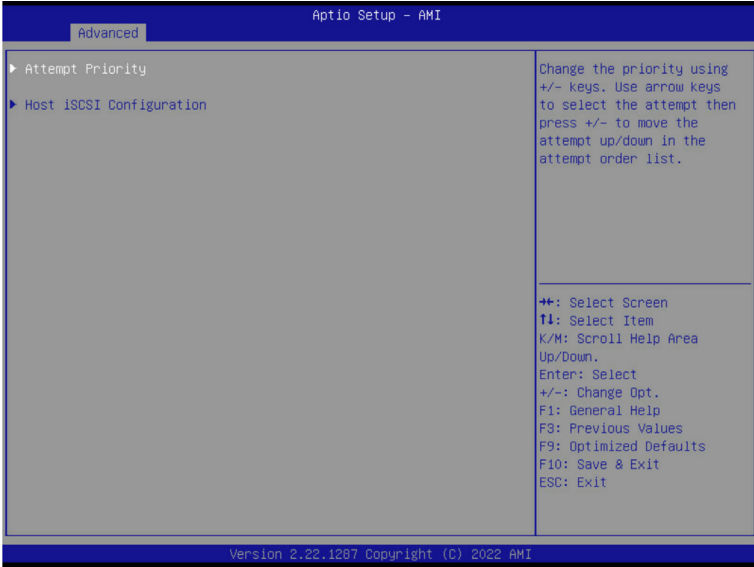 Aptio Setup – AMI
Advanced
▶ Attempt Priority
▶ Host iSCSI Configuration
Change the priority using
+/- keys. Use arrow keys
to select the attempt then
press +/- to move the
attempt up/down in the
attempt order list.
→←: Select Screen
↑↓: Select Item
K/M: Scroll Help Area
Up/Down.
Enter: Select
+/-: Change Opt.
F1: General Help
F3: Previous Values
F9: Optimized Defaults
F10: Save & Exit
ESC: Exit
Version 2.22.1287 Copyright (C) 2022 AMI